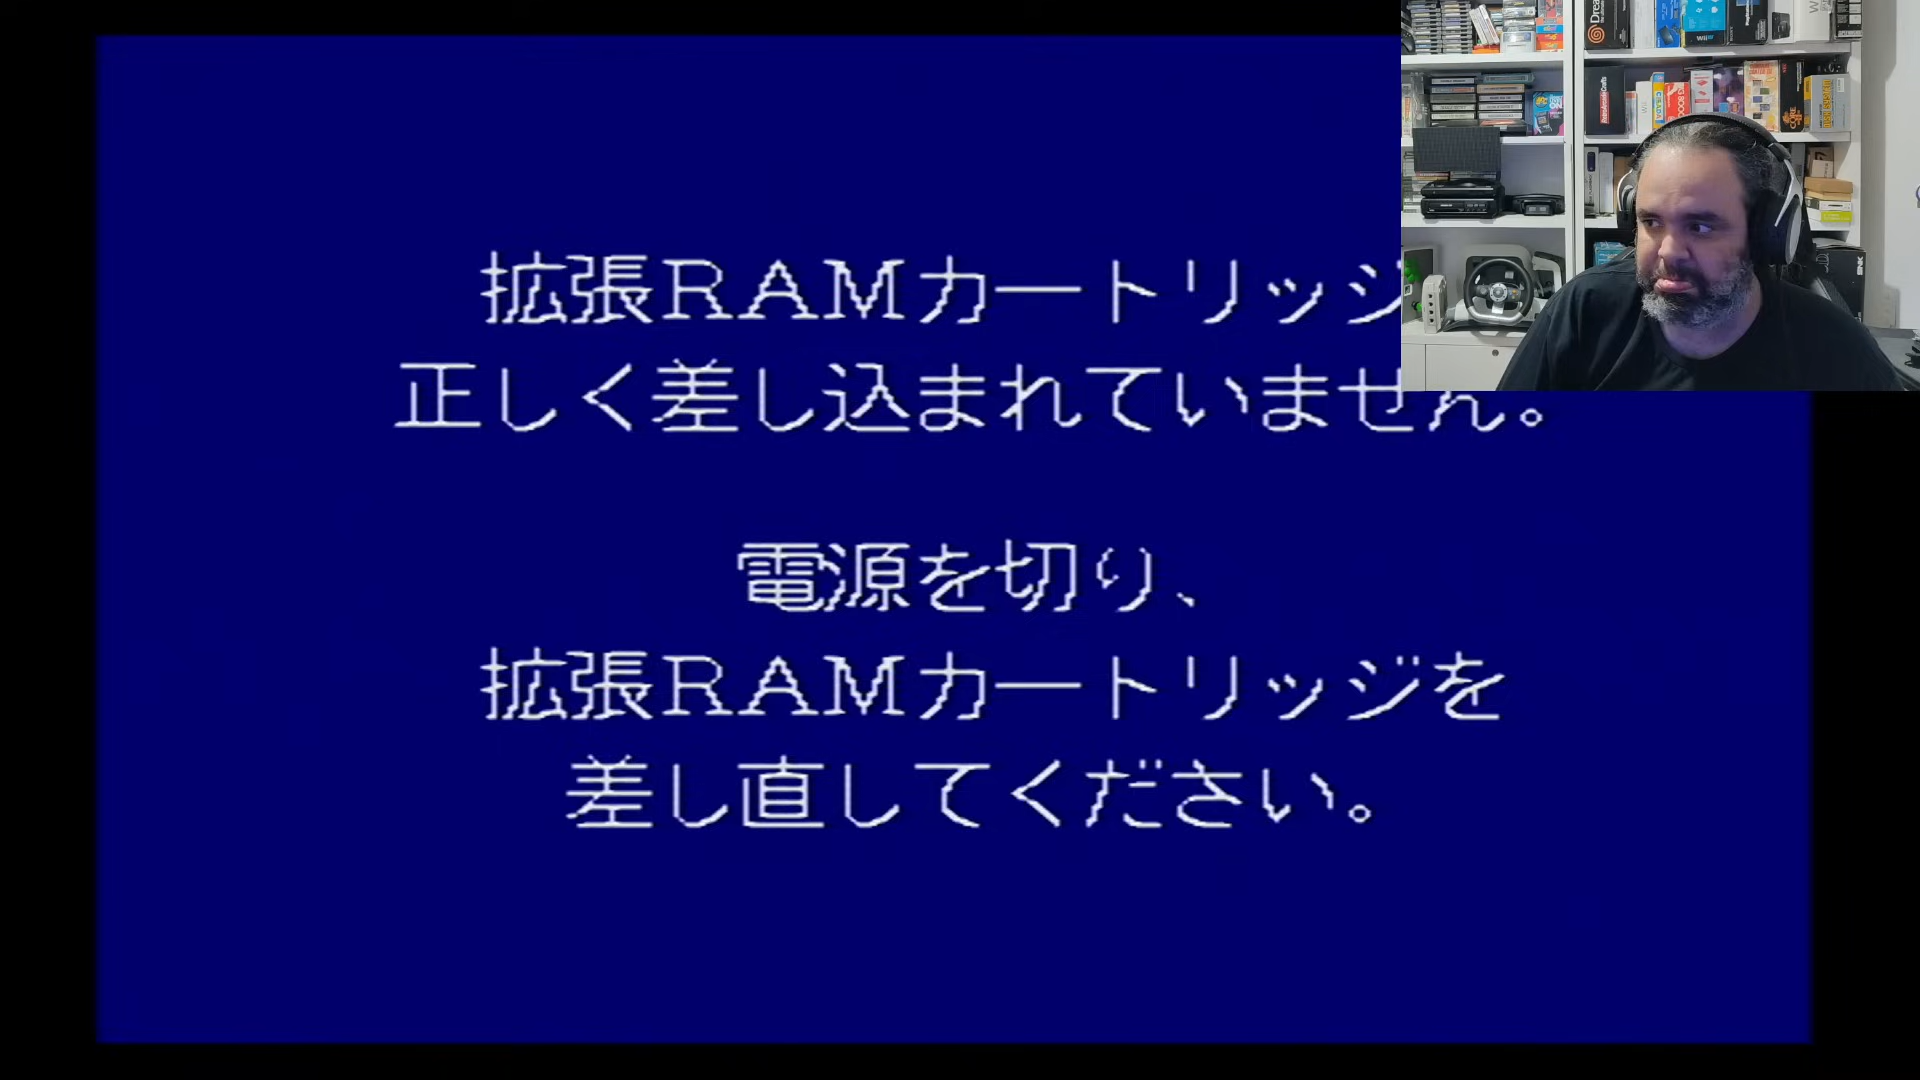 拡張RAMカートリッジ
正しく差し込まれていません。
電源を切り、
拡張RAMカートリッジを
差し直してください。